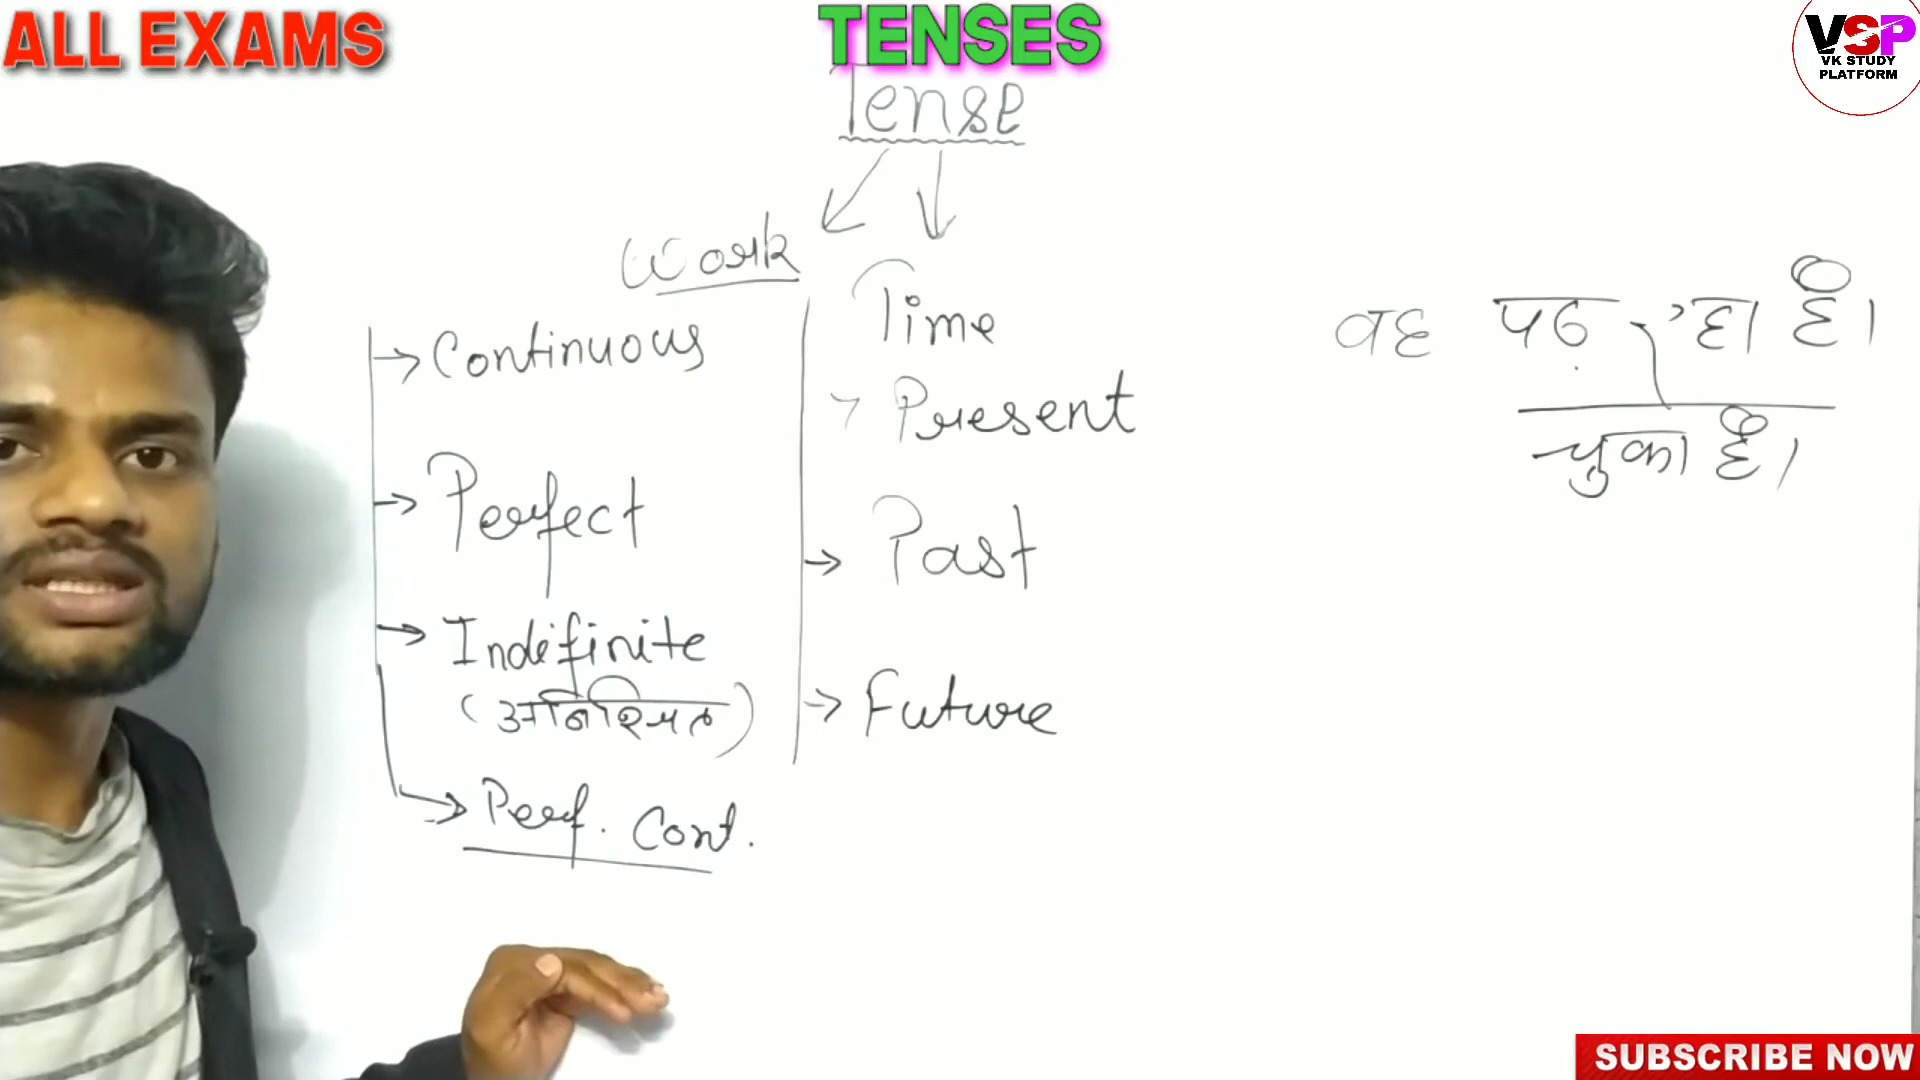 ALL EXAMS
TENSES
VSP
VK STUDY
PLATFORM
Tense
Work
Time
→ Continuous
→ Present
→ Perfect
→ Past
→ Indefinite
(अनिश्चित)
→ Future
→ Perf. Cont.
वह पढ़ रहा है।
चुका है।
SUBSCRIBE NOW